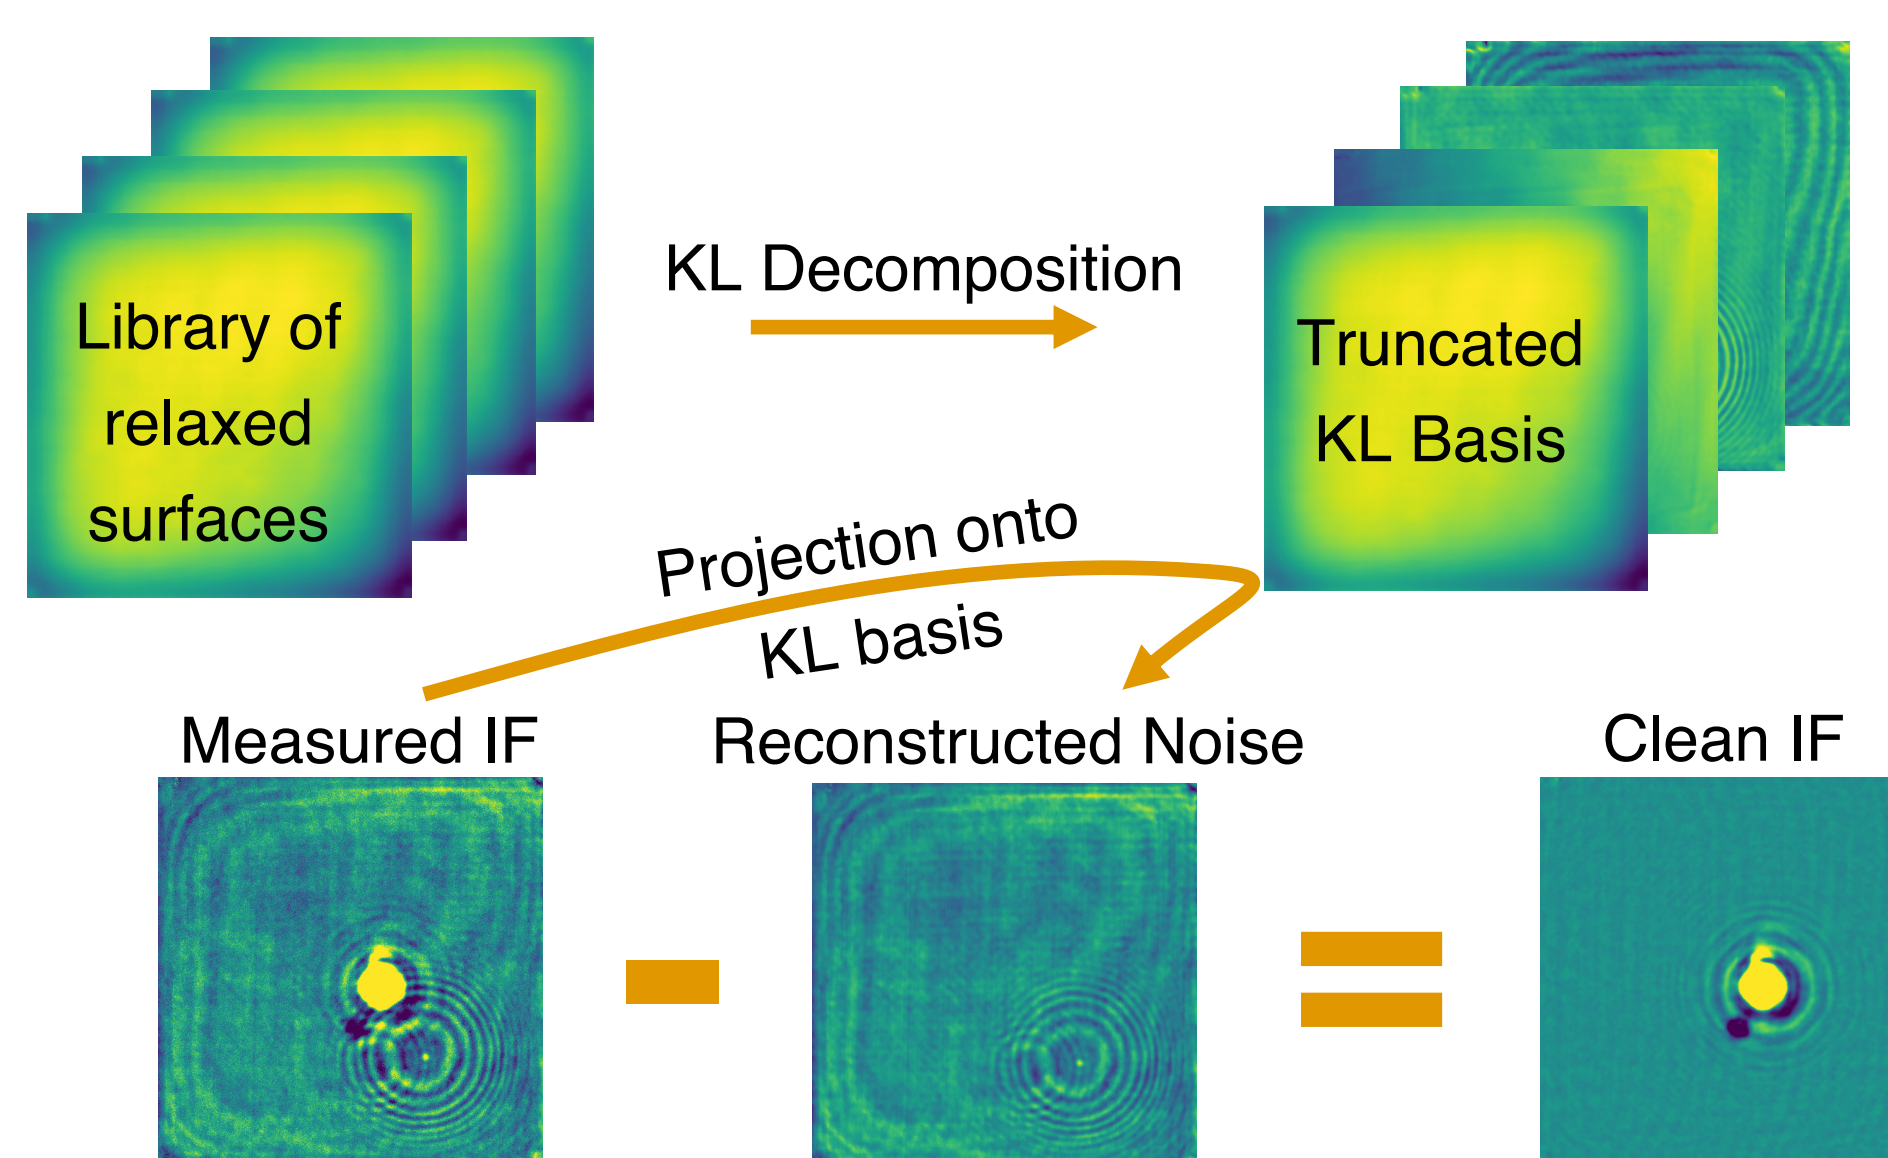 Library of
relaxed
surfaces
KL Decomposition
Truncated
KL Basis
Projection onto
KL basis
Measured IF
Reconstructed Noise
Clean IF